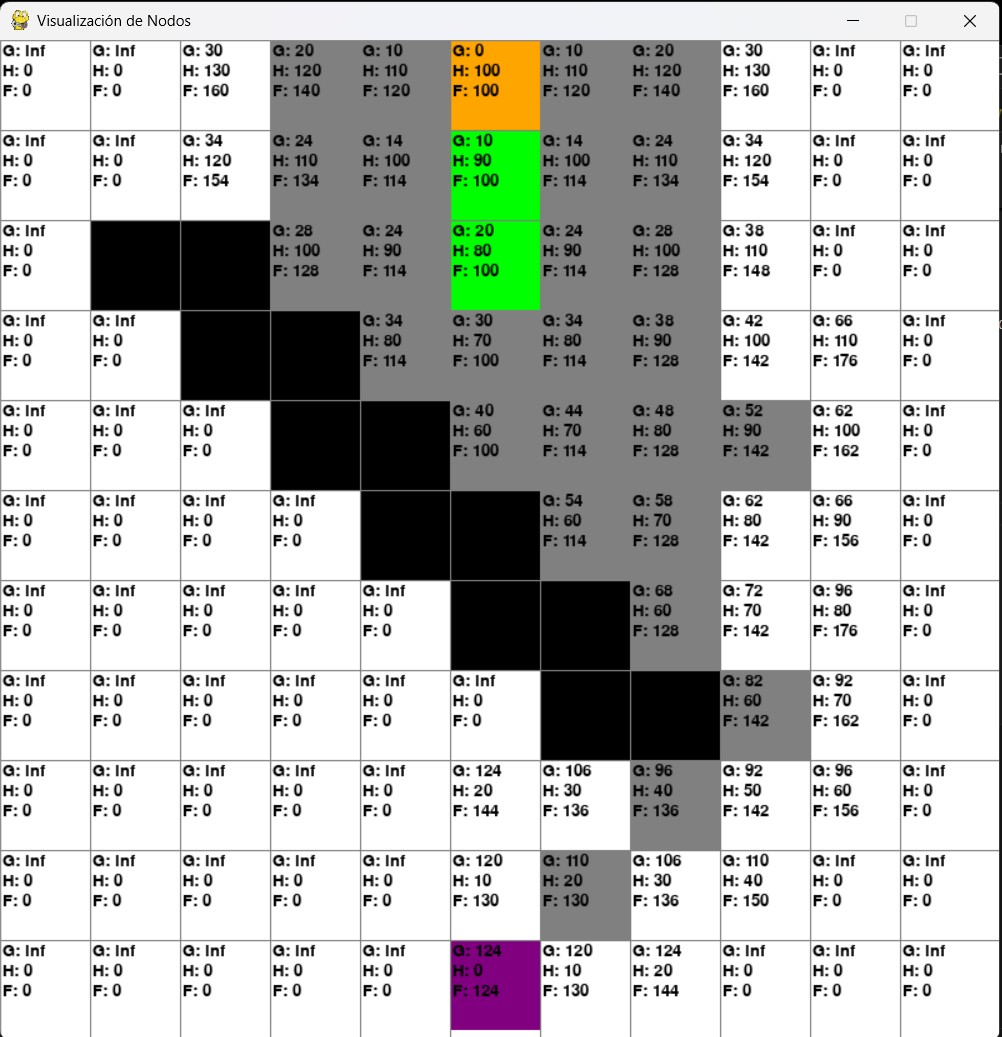 Visualización de Nodos
G: Inf G: Inf G: 30 G: 20 G: 10 G: 0 G: 10 G: 20 G: 30 G: Inf G: Inf
H: 0 H: 0 H: 130 H: 120 H: 110 H: 100 H: 110 H: 120 H: 130 H: 0 H: 0
F: 0 F: 0 F: 160 F: 140 F: 120 F: 100 F: 120 F: 140 F: 160 F: 0 F: 0
G: Inf G: Inf G: 34 G: 24 G: 14 G: 10 G: 14 G: 24 G: 34 G: Inf G: Inf
H: 0 H: 0 H: 120 H: 110 H: 100 H: 90 H: 100 H: 110 H: 120 H: 0 H: 0
F: 0 F: 0 F: 154 F: 134 F: 114 F: 100 F: 114 F: 134 F: 154 F: 0 F: 0
G: Inf G: 28 G: 24 G: 20 G: 24 G: 28 G: 38 G: Inf G: Inf
H: 0 H: 100 H: 90 H: 80 H: 90 H: 100 H: 110 H: 0 H: 0
F: 0 F: 128 F: 114 F: 100 F: 114 F: 128 F: 148 F: 0 F: 0
G: Inf G: Inf G: 34 G: 30 G: 34 G: 38 G: 42 G: 66 G: Inf
H: 0 H: 0 H: 80 H: 70 H: 80 H: 90 H: 100 H: 110 H: 0
F: 0 F: 0 F: 114 F: 100 F: 114 F: 128 F: 142 F: 176 F: 0
G: Inf G: Inf G: Inf G: 40 G: 44 G: 48 G: 52 G: 62 G: Inf
H: 0 H: 0 H: 0 H: 60 H: 70 H: 80 H: 90 H: 100 H: 0
F: 0 F: 0 F: 0 F: 100 F: 114 F: 128 F: 142 F: 162 F: 0
G: Inf G: Inf G: Inf G: Inf G: 54 G: 58 G: 62 G: 66 G: Inf
H: 0 H: 0 H: 0 H: 0 H: 60 H: 70 H: 80 H: 90 H: 0
F: 0 F: 0 F: 0 F: 0 F: 114 F: 128 F: 142 F: 156 F: 0
G: Inf G: Inf G: Inf G: Inf G: Inf G: 68 G: 72 G: 96 G: Inf
H: 0 H: 0 H: 0 H: 0 H: 0 H: 60 H: 70 H: 80 H: 0
F: 0 F: 0 F: 0 F: 0 F: 0 F: 128 F: 142 F: 176 F: 0
G: Inf G: Inf G: Inf G: Inf G: Inf G: Inf G: 82 G: 92 G: Inf
H: 0 H: 0 H: 0 H: 0 H: 0 H: 0 H: 60 H: 70 H: 0
F: 0 F: 0 F: 0 F: 0 F: 0 F: 0 F: 142 F: 162 F: 0
G: Inf G: Inf G: Inf G: Inf G: Inf G: 124 G: 106 G: 96 G: 92 G: 96 G: Inf
H: 0 H: 0 H: 0 H: 0 H: 0 H: 20 H: 30 H: 40 H: 50 H: 60 H: 0
F: 0 F: 0 F: 0 F: 0 F: 0 F: 144 F: 136 F: 136 F: 142 F: 156 F: 0
G: Inf G: Inf G: Inf G: Inf G: Inf G: 120 G: 110 G: 106 G: 110 G: Inf G: Inf
H: 0 H: 0 H: 0 H: 0 H: 0 H: 10 H: 20 H: 30 H: 40 H: 0 H: 0
F: 0 F: 0 F: 0 F: 0 F: 0 F: 130 F: 130 F: 136 F: 150 F: 0 F: 0
G: Inf G: Inf G: Inf G: Inf G: Inf G: 124 G: 120 G: 124 G: Inf G: Inf G: Inf
H: 0 H: 0 H: 0 H: 0 H: 0 H: 0 H: 10 H: 20 H: 0 H: 0 H: 0
F: 0 F: 0 F: 0 F: 0 F: 0 F: 124 F: 130 F: 144 F: 0 F: 0 F: 0